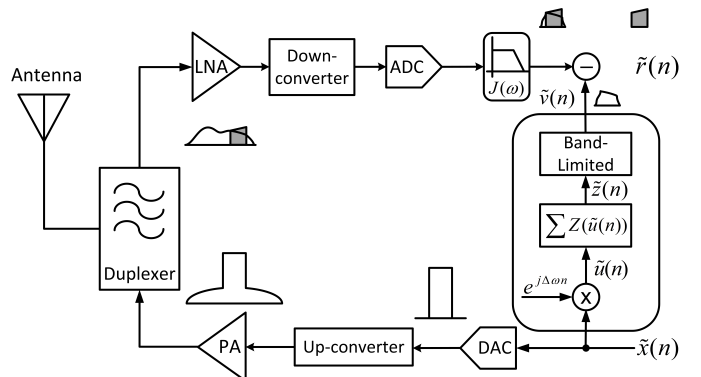 Antenna
LNA
Down-
converter
ADC
J(ω)
−
r̃(n)
ṽ(n)
Band-
Limited
z̃(n)
∑ Z(ũ(n))
ũ(n)
e^{jΔωn}
x
x̃(n)
DAC
Up-converter
PA
Duplexer